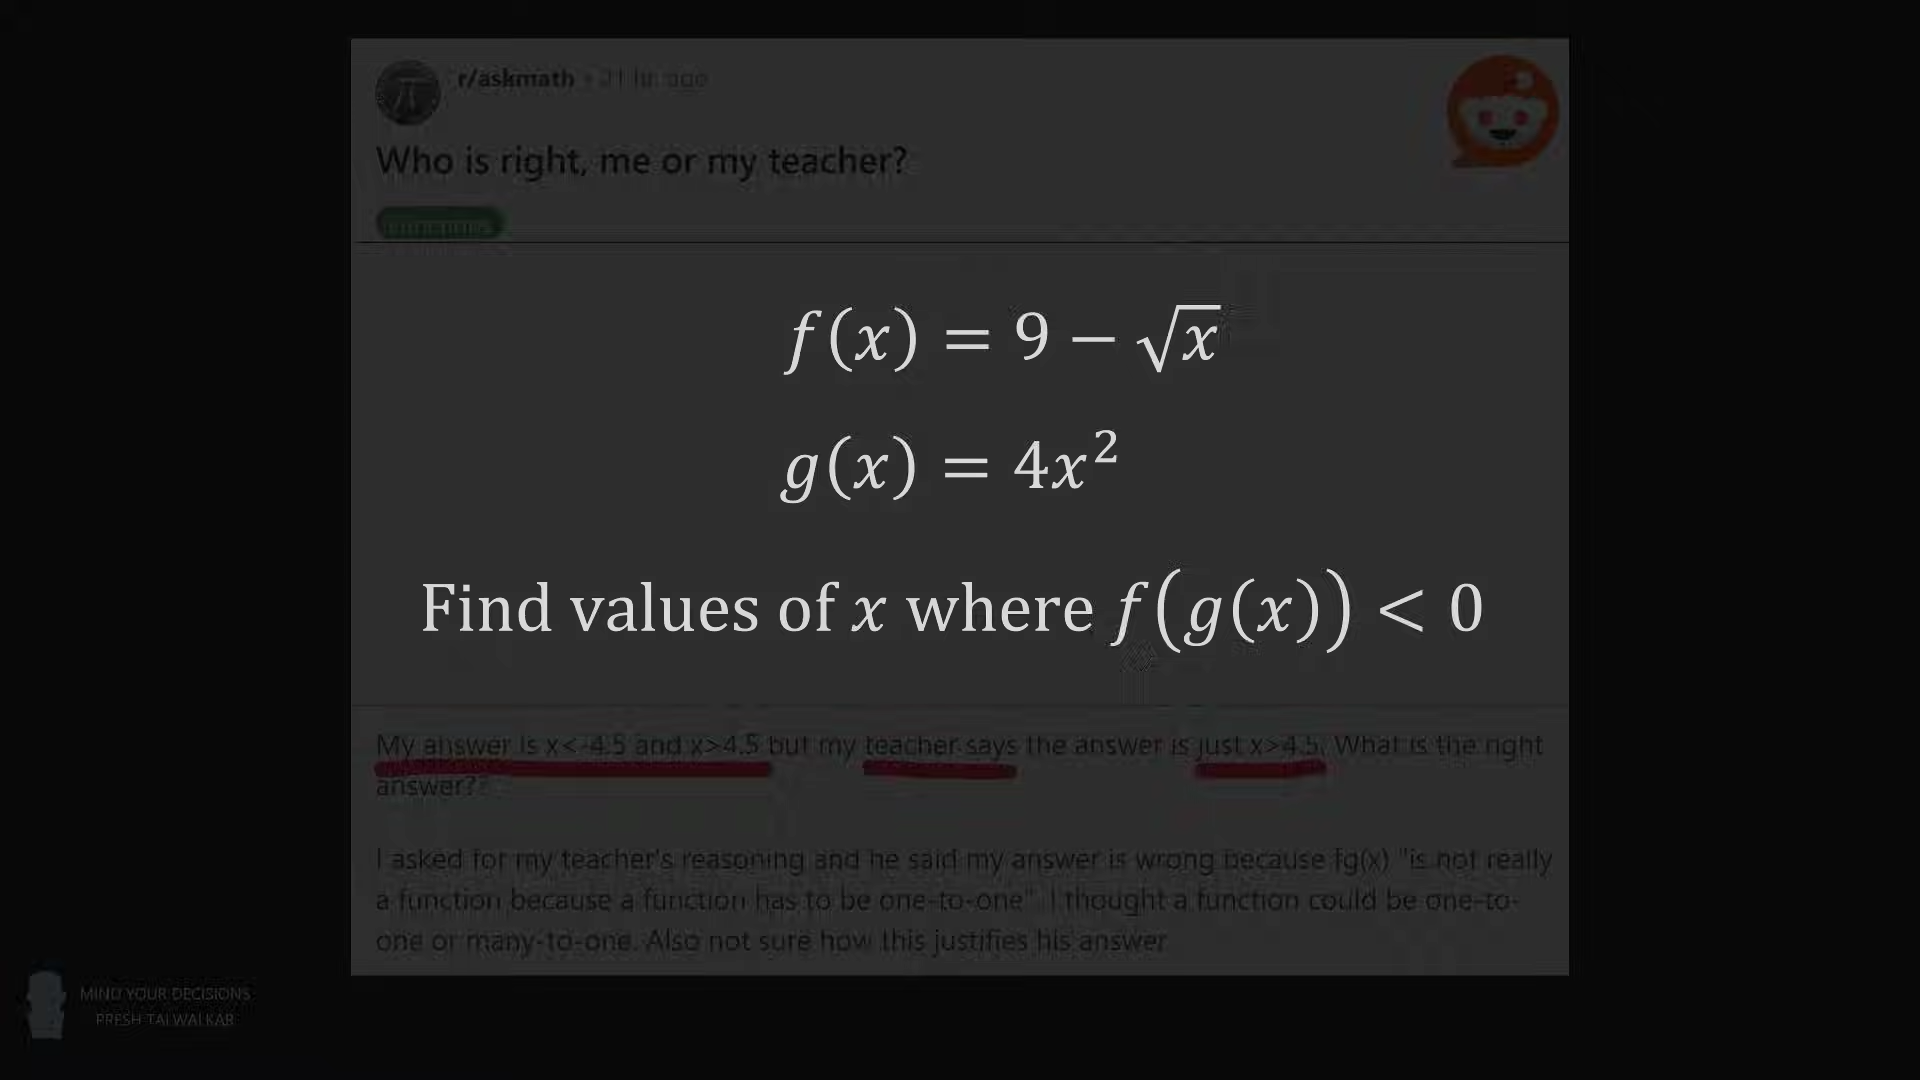 r/askmath • 21 hr. ago
Who is right, me or my teacher?
f(x) = 9 − √x
g(x) = 4x²
Find values of x where f(g(x)) < 0
My answer is x<-4.5 and x>4.5 but my teacher says the answer is just x>4.5. What is the right
answer??
I asked for my teacher's reasoning and he said my answer is wrong because fg(x) "is not really
a function because a function has to be one-to-one". I thought a function could be one-to-
one or many-to-one. Also not sure how this justifies his answer
MIND YOUR DECISIONS
PRESH TALWALKAR